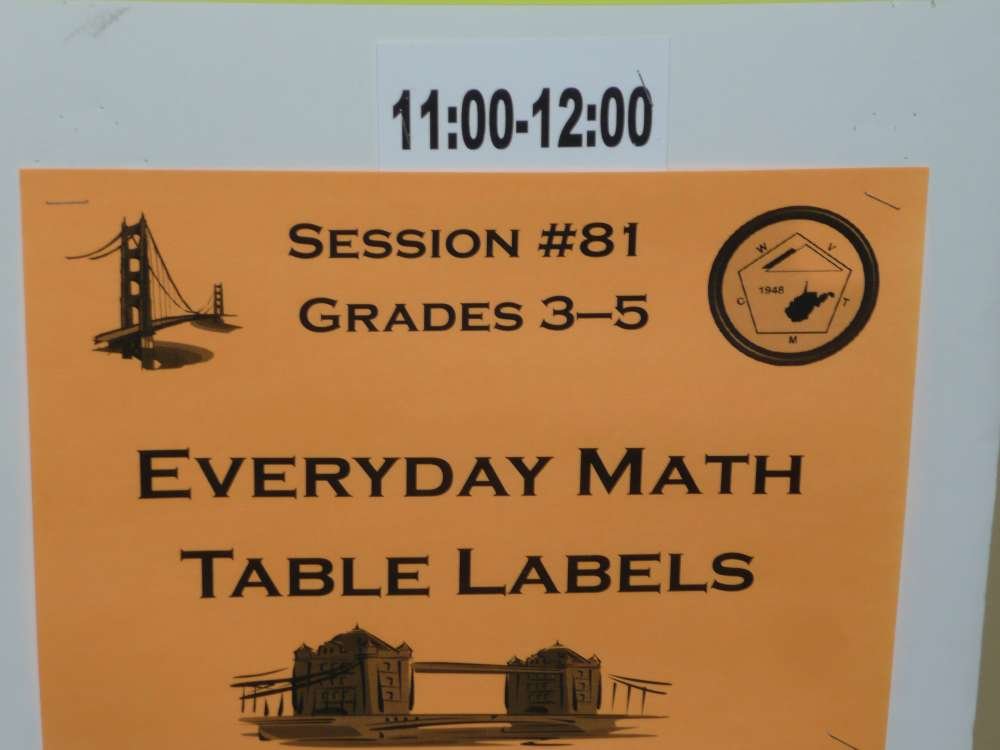 11:00-12:00
SESSION #81
GRADES 3–5
W V
1948
C T
M
EVERYDAY MATH
TABLE LABELS